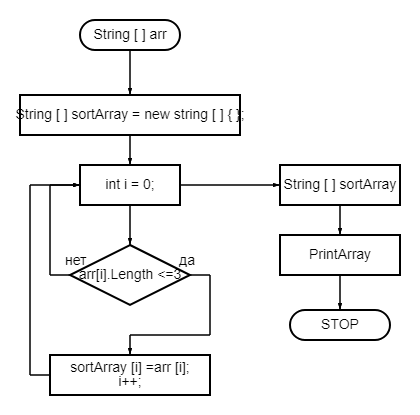 String [ ] arr
String [ ] sortArray = new string [ ] { };
int i = 0;
String [ ] sortArray
нет
да
arr[i].Length <=3
PrintArray
STOP
sortArray [i] =arr [i];
i++;